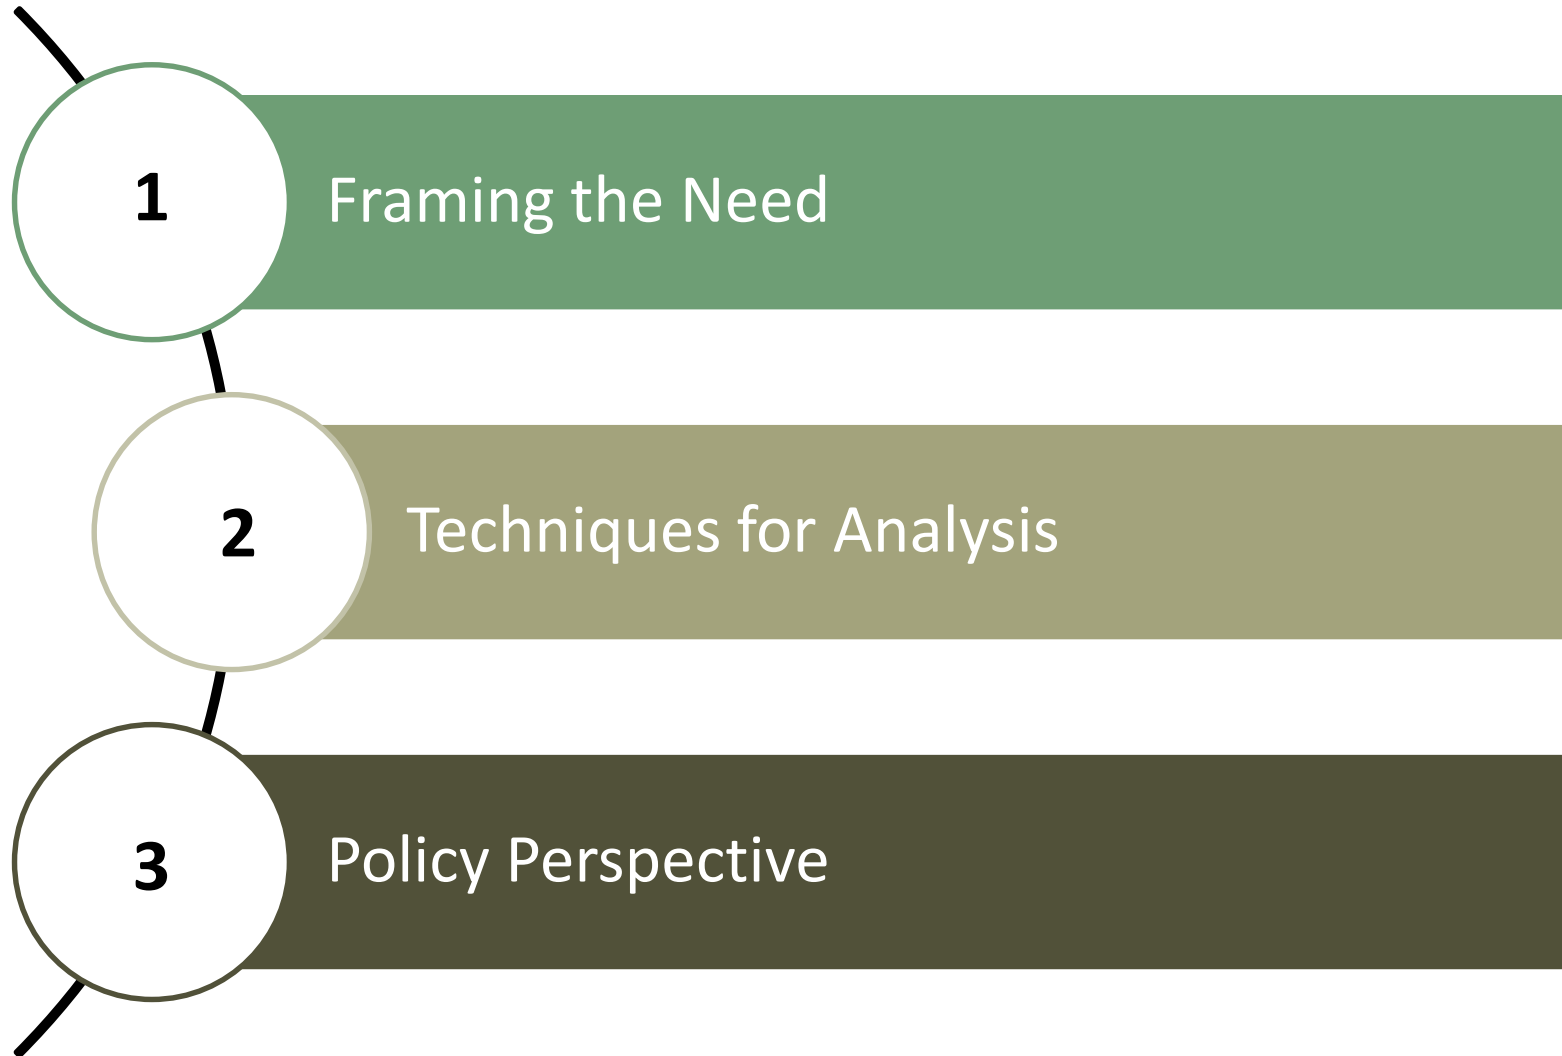 1
Framing the Need
2
Techniques for Analysis
3
Policy Perspective